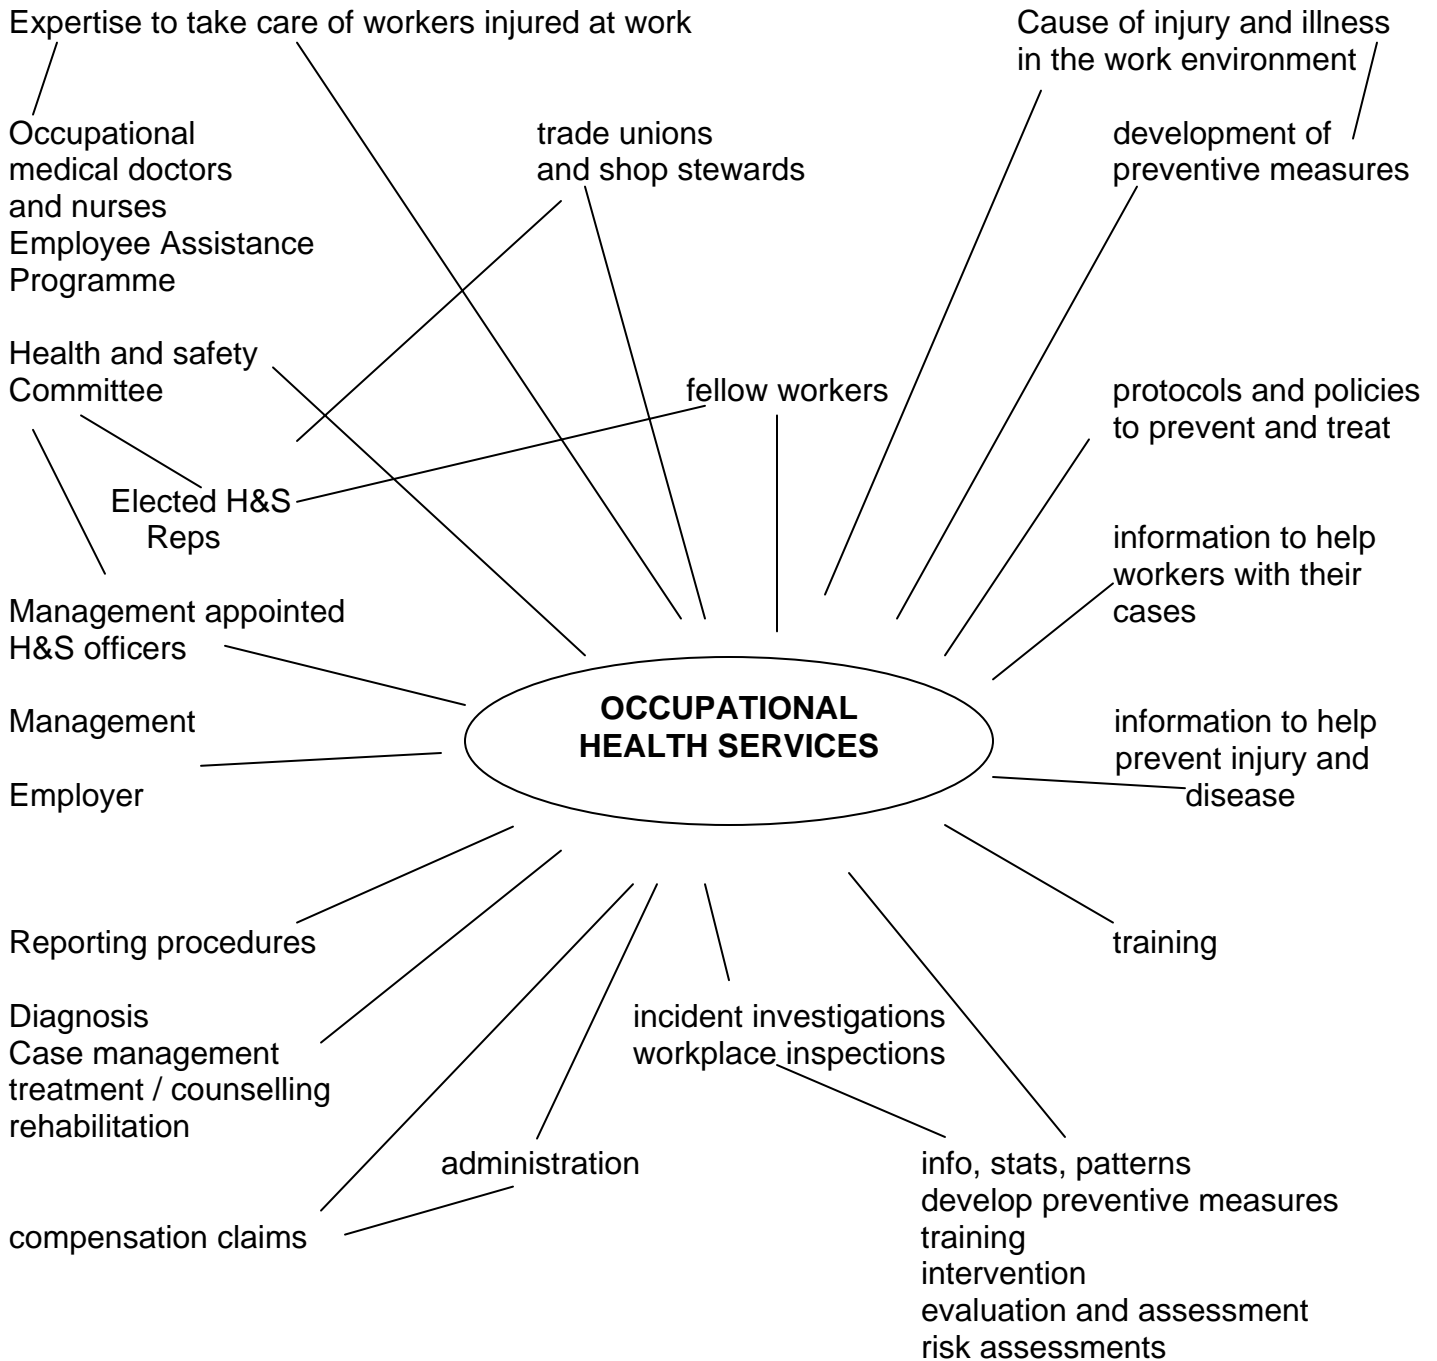 Expertise to take care of workers injured at work
Cause of injury and illness
in the work environment
Occupational
medical doctors
and nurses
Employee Assistance
Programme
trade unions
and shop stewards
development of
preventive measures
Health and safety
Committee
fellow workers
protocols and policies
to prevent and treat
Elected H&S
Reps
information to help
workers with their
cases
Management appointed
H&S officers
OCCUPATIONAL
HEALTH SERVICES
Management
information to help
prevent injury and
disease
Employer
Reporting procedures
training
Diagnosis
Case management
treatment / counselling
rehabilitation
incident investigations
workplace inspections
administration
info, stats, patterns
develop preventive measures
training
intervention
evaluation and assessment
risk assessments
compensation claims